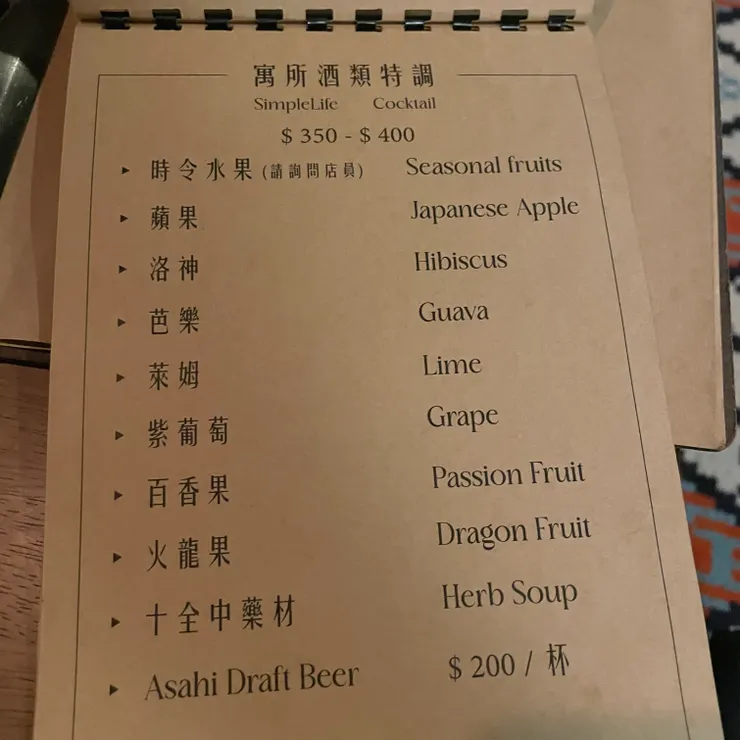 寓所酒類特調
SimpleLife Cocktail
$ 350 - $ 400
▸ 時令水果 (請詢問店員) Seasonal fruits
▸ 蘋果 Japanese Apple
▸ 洛神 Hibiscus
▸ 芭樂 Guava
▸ 萊姆 Lime
▸ 紫葡萄 Grape
▸ 百香果 Passion Fruit
▸ 火龍果 Dragon Fruit
▸ 十全中藥材 Herb Soup
▸ Asahi Draft Beer $ 200 / 杯